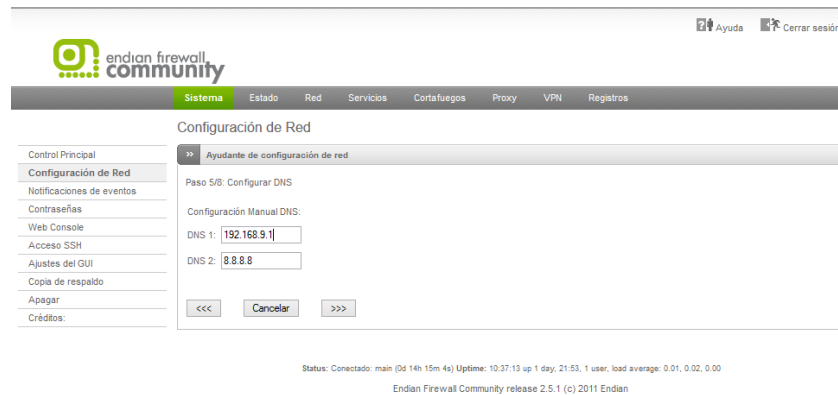 Ayuda
Cerrar sesión
endian firewall
community
Sistema Estado Red Servicios Cortafuegos Proxy VPN Registros
Configuración de Red
Control Principal
Configuración de Red
Notificaciones de eventos
Contraseñas
Web Console
Acceso SSH
Ajustes del GUI
Copia de respaldo
Apagar
Créditos:
>> Ayudante de configuración de red
Paso 5/8: Configurar DNS
Configuración Manual DNS:
DNS 1: 192.168.9.1
DNS 2: 8.8.8.8
<<< Cancelar >>>
Status: Conectado: main (0d 14h 15m 4s) Uptime: 10:37:13 up 1 day, 21:53, 1 user, load average: 0.01, 0.02, 0.00
Endian Firewall Community release 2.5.1 (c) 2011 Endian